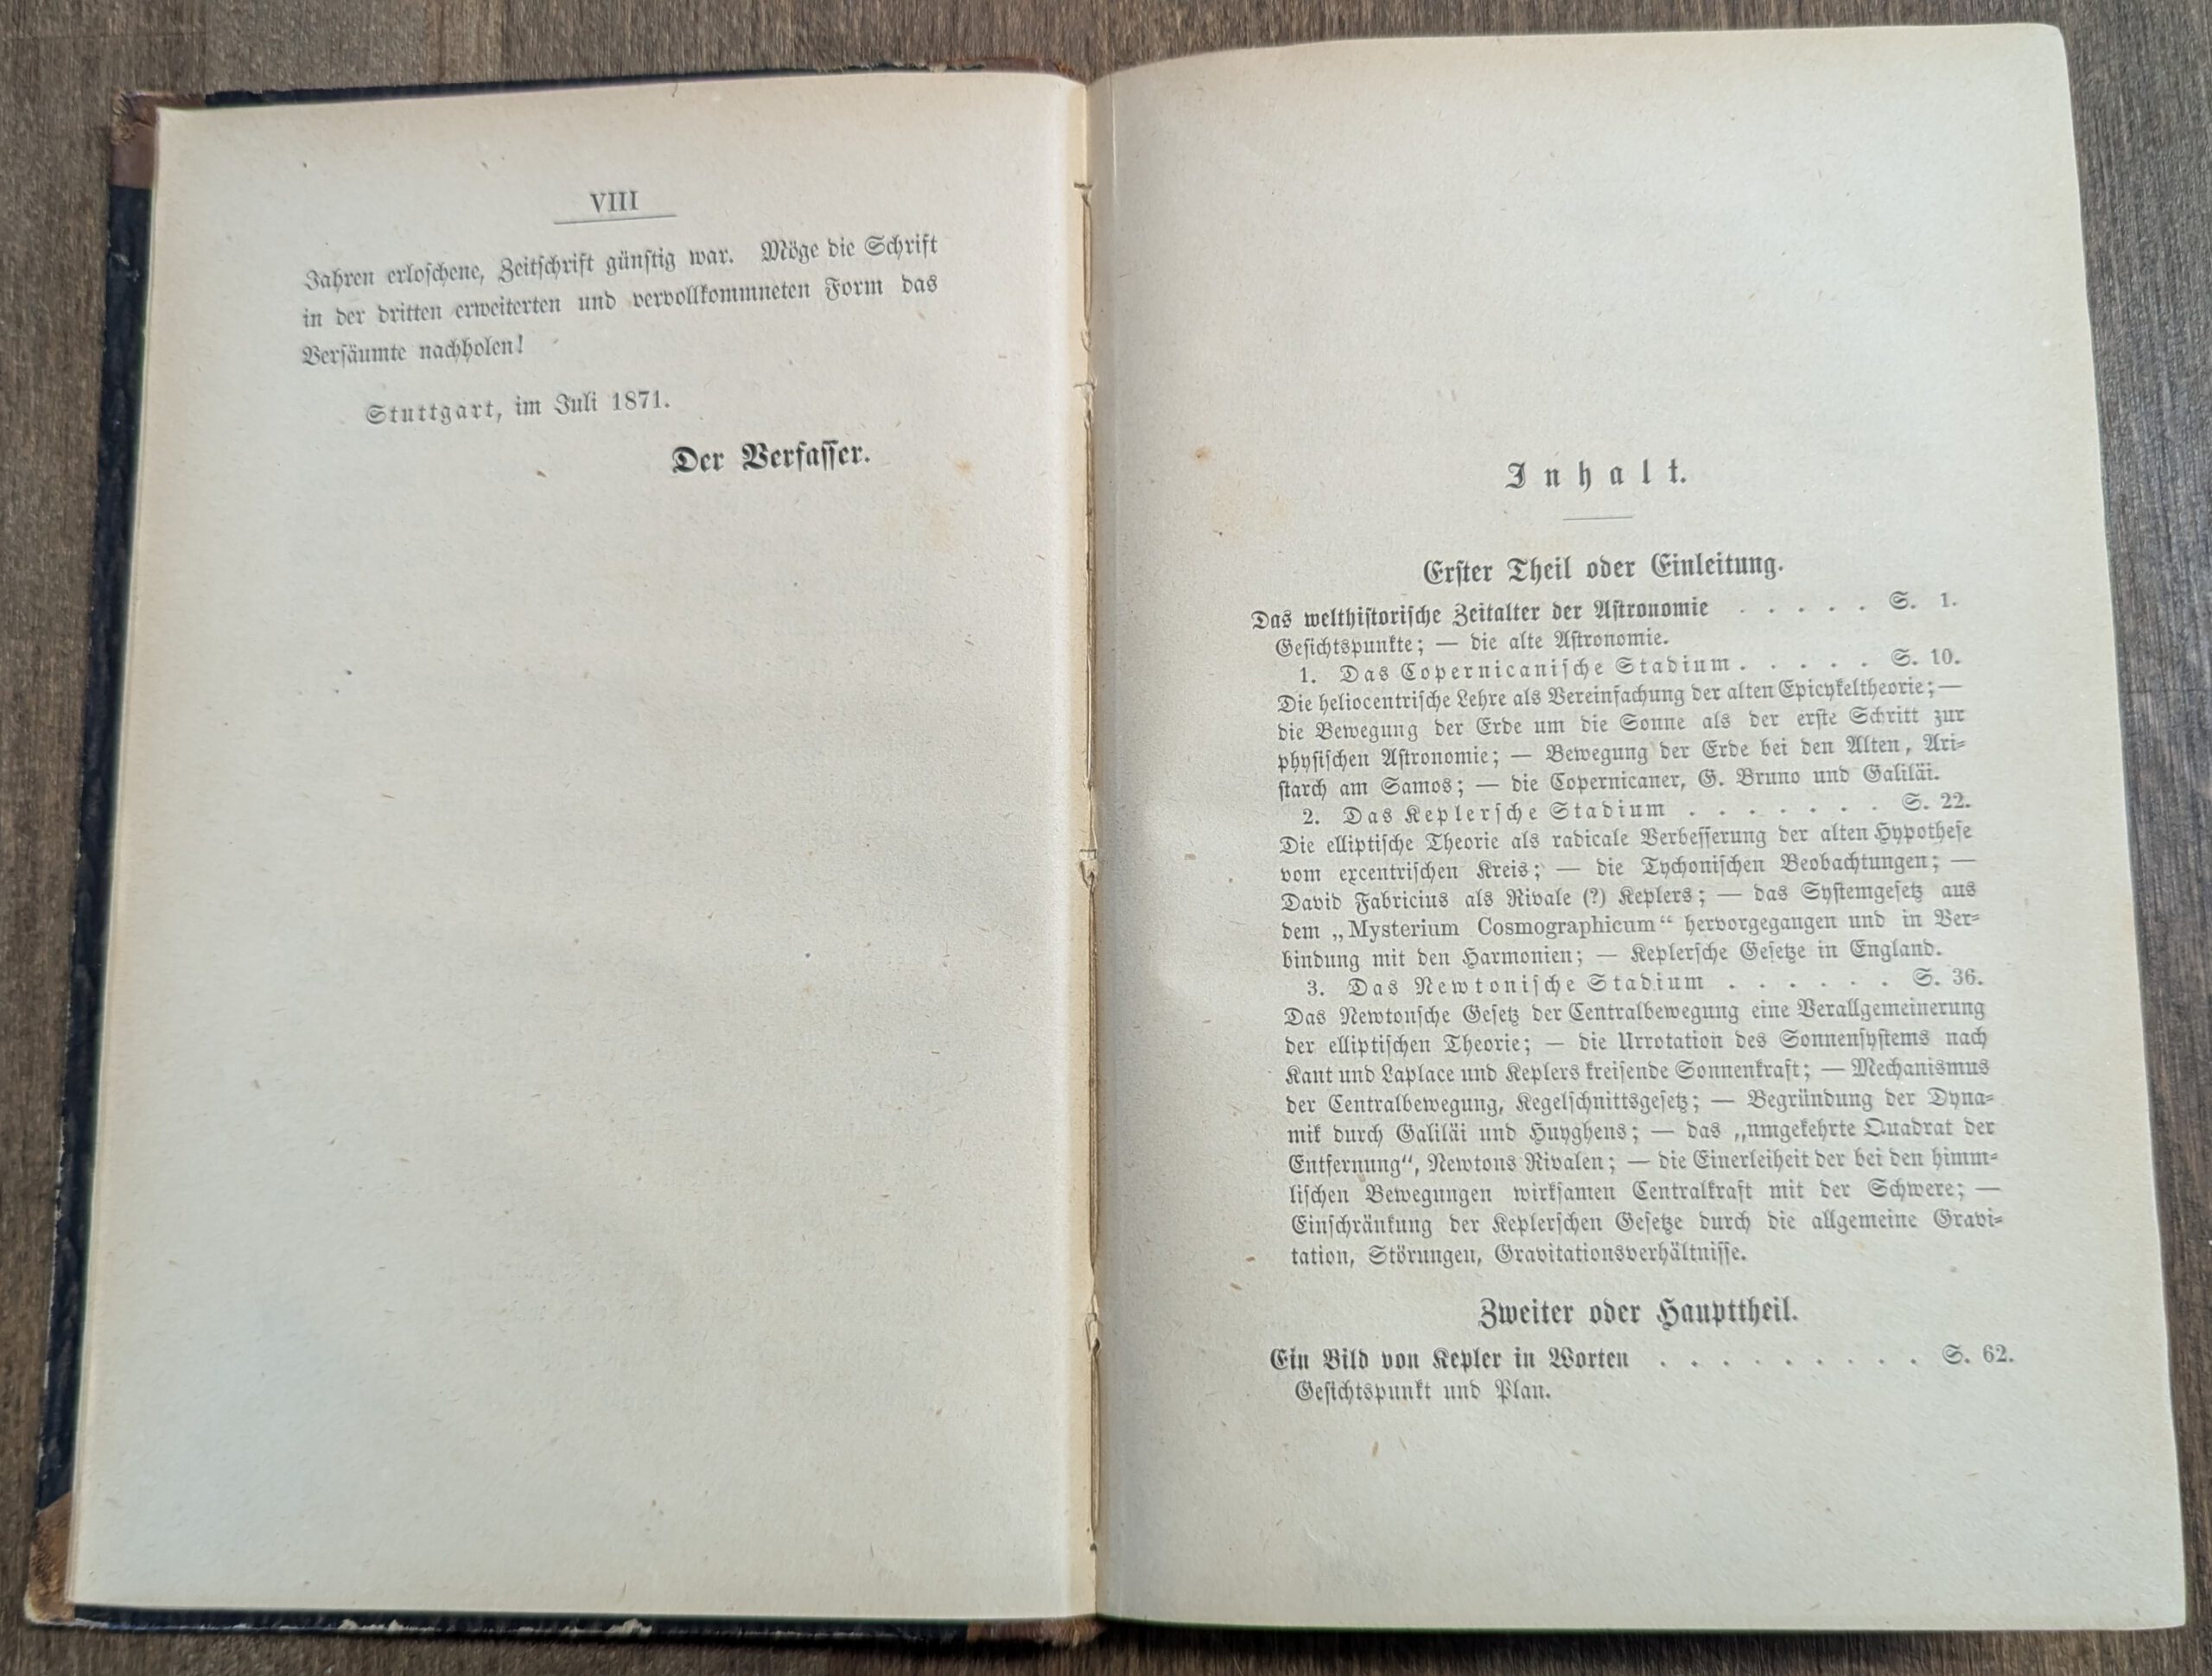 VIII
Jahren erloschene, Zeitschrift günstig war. Möge die Schrift
in der dritten erweiterten und vervollkommneten Form das
Versäumte nachholen!
Stuttgart, im Juli 1871.
Der Verfasser.
Inhalt.
Erster Theil oder Einleitung.
Das welthistorische Zeitalter der Astronomie . . . . . S. 1.
Gesichtspunkte; — die alte Astronomie.
1. Das Copernicanische Stadium . . . . . S. 10.
Die heliocentrische Lehre als Vereinfachung der alten Epicykeltheorie; —
die Bewegung der Erde um die Sonne als der erste Schritt zur
physischen Astronomie; — Bewegung der Erde bei den Alten, Ari-
starch am Samos; — die Copernicaner, G. Bruno und Galiläi.
2. Das Keplersche Stadium . . . . . . . S. 22.
Die elliptische Theorie als radicale Verbesserung der alten Hypothese
vom excentrischen Kreis; — die Tychonischen Beobachtungen; —
David Fabricius als Rivale (?) Keplers; — das Systemgesetz aus
dem „Mysterium Cosmographicum“ hervorgegangen und in Ver-
bindung mit den Harmonien; — Keplersche Gesetze in England.
3. Das Newtonische Stadium . . . . . . S. 36.
Das Newtonsche Gesetz der Centralbewegung eine Verallgemeinerung
der elliptischen Theorie; — die Urrotation des Sonnensystems nach
Kant und Laplace und Keplers kreisende Sonnenkraft; — Mechanismus
der Centralbewegung, Kegelschnittsgesetz; — Begründung der Dyna-
mik durch Galiläi und Huyghens; — das „umgekehrte Quadrat der
Entfernung“, Newtons Rivalen; — die Einerleiheit der bei den himm-
lischen Bewegungen wirksamen Centralkraft mit der Schwere; —
Einschränkung der Keplerschen Gesetze durch die allgemeine Gravi-
tation, Störungen, Gravitationsverhältnisse.
Zweiter oder Haupttheil.
Ein Bild von Kepler in Worten . . . . . . . . . S. 62.
Gesichtspunkt und Plan.